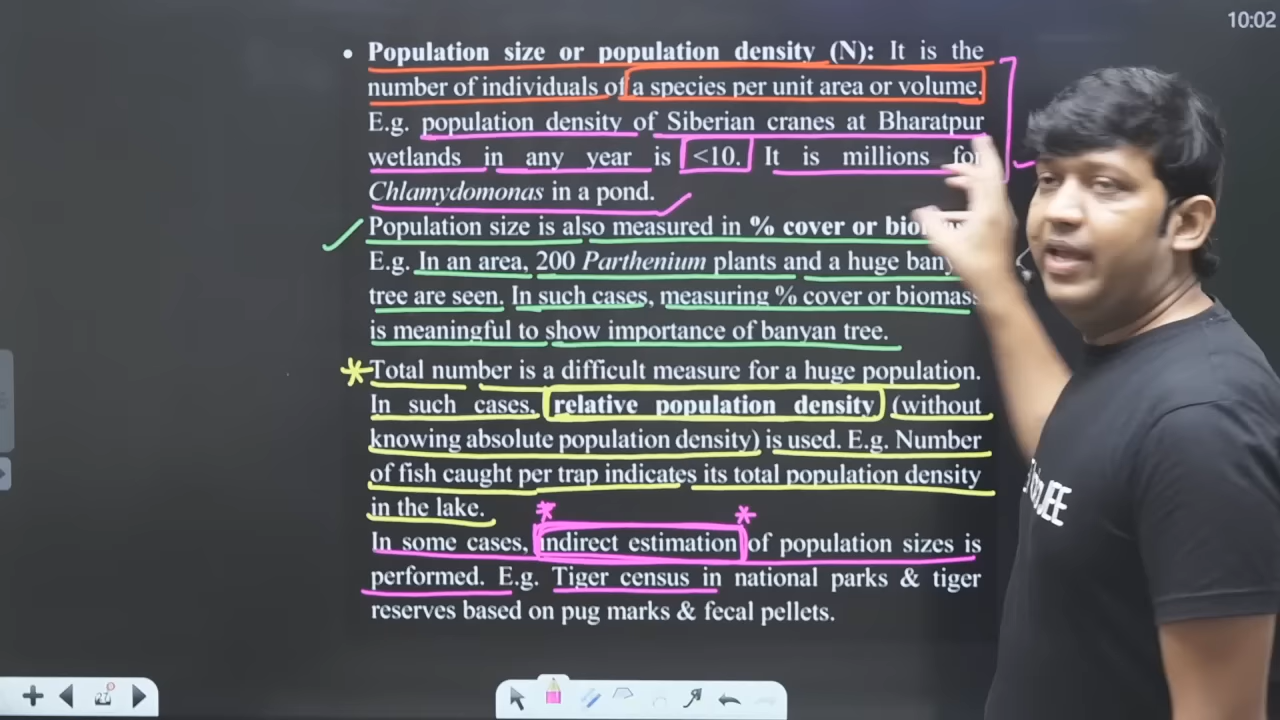 10:02
• Population size or population density (N): It is the
number of individuals of a species per unit area or volume.
E.g. population density of Siberian cranes at Bharatpur
wetlands in any year is <10. It is millions for
Chlamydomonas in a pond.
Population size is also measured in % cover or
E.g. In an area, 200 Parthenium plants and a huge
tree are seen. In such cases, measuring % cover or biomass
is meaningful to show importance of banyan tree.
* Total number is a difficult measure for a huge population.
In such cases, relative population density (without
knowing absolute population density) is used. E.g. Number
of fish caught per trap indicates its total population density
in the lake.
* *
In some cases, indirect estimation of population sizes is
performed. E.g. Tiger census in national parks & tiger
reserves based on pug marks & fecal pellets.
JEE